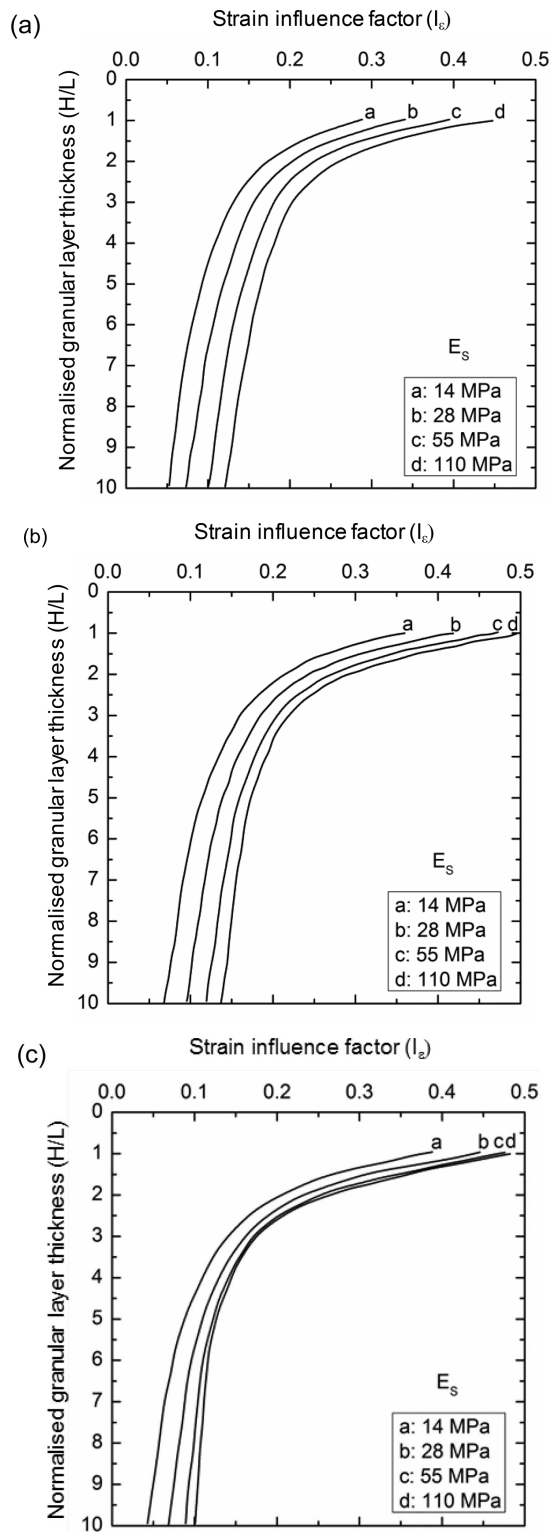 (a)
Strain influence factor (Iε)
0.0 0.1 0.2 0.3 0.4 0.5
Normalised granular layer thickness (H/L)
0
1
2
3
4
5
6
7
8
9
10
a b c d
ES
a: 14 MPa
b: 28 MPa
c: 55 MPa
d: 110 MPa
(b)
Strain influence factor (Iε)
0.0 0.1 0.2 0.3 0.4 0.5
Normalised granular layer thickness (H/L)
0
1
2
3
4
5
6
7
8
9
10
a b c d
ES
a: 14 MPa
b: 28 MPa
c: 55 MPa
d: 110 MPa
(c)
Strain influence factor (Iε)
0.0 0.1 0.2 0.3 0.4 0.5
Normalised granular layer thickness (H/L)
0
1
2
3
4
5
6
7
8
9
10
a b cd
ES
a: 14 MPa
b: 28 MPa
c: 55 MPa
d: 110 MPa